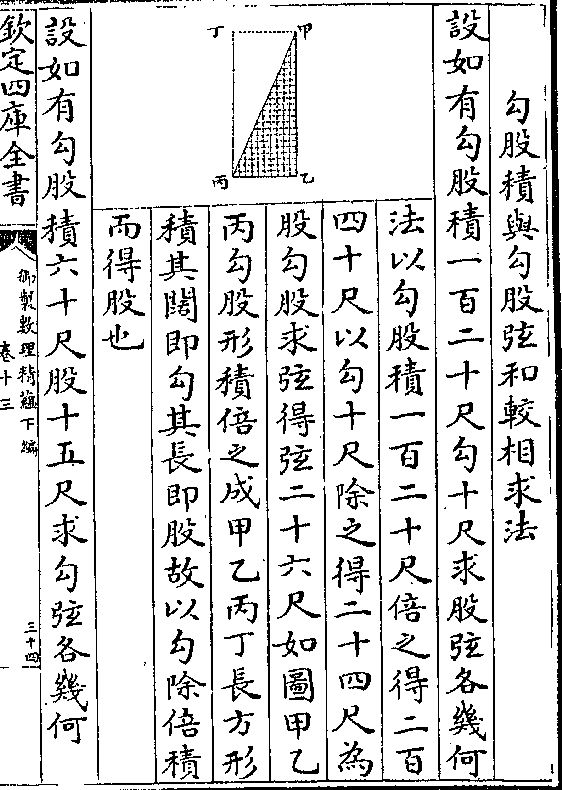 勾股積與勾股弦和較相求法
設如有勾股積一百二十尺勾十尺求股弦各幾何
法以勾股積一百二十尺倍之得二百
四十尺以勾十尺除之得二十四尺為
股勾股求弦得弦二十六尺如圖甲乙
丙勾股形積倍之成甲乙丙丁長方形
積其闊即勾其長即股故以勾除倍積
而得股也
丁
甲
丙
乙
設如有勾股積六十尺股十五尺求勾弦各幾何
欽定四庫全書
御製數理精蘊下編
卷十三
三十四